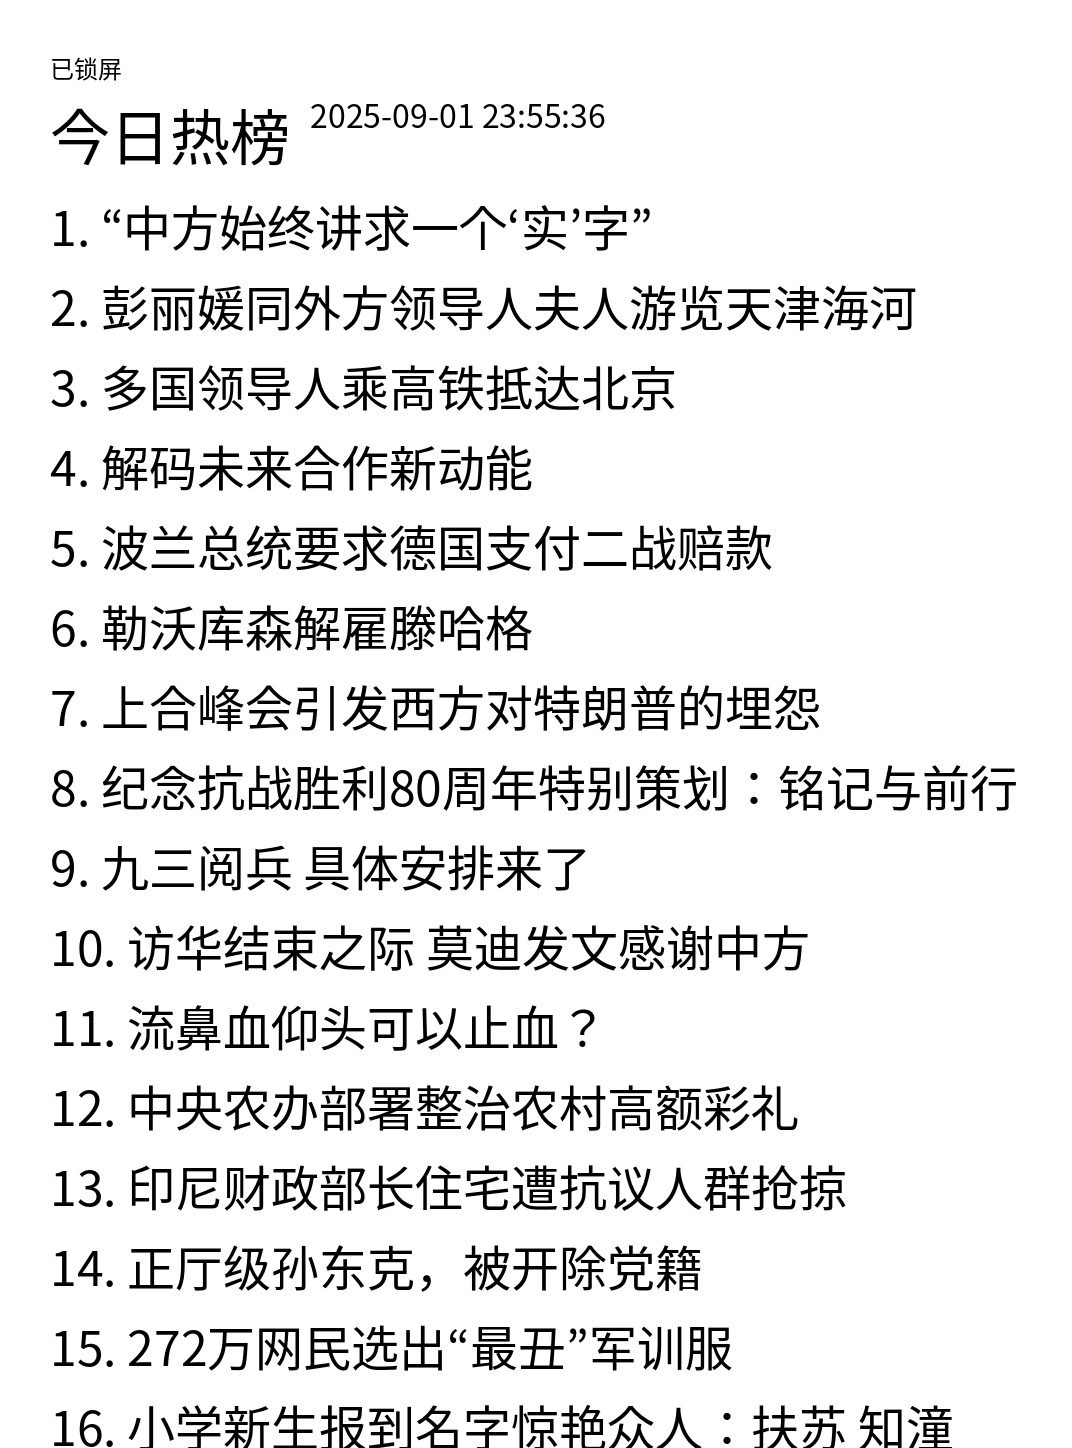 已锁屏
今日热榜 2025-09-01 23:55:36
1. “中方始终讲求一个‘实’字”
2. 彭丽媛同外方领导人夫人游览天津海河
3. 多国领导人乘高铁抵达北京
4. 解码未来合作新动能
5. 波兰总统要求德国支付二战赔款
6. 勒沃库森解雇滕哈格
7. 上合峰会引发西方对特朗普的埋怨
8. 纪念抗战胜利80周年特别策划：铭记与前行
9. 九三阅兵 具体安排来了
10. 访华结束之际 莫迪发文感谢中方
11. 流鼻血仰头可以止血？
12. 中央农办部署整治农村高额彩礼
13. 印尼财政部长住宅遭抗议人群抢掠
14. 正厅级孙东克，被开除党籍
15. 272万网民选出“最丑”军训服
16. 小学新生报到名字惊艳众人：扶苏 知潼